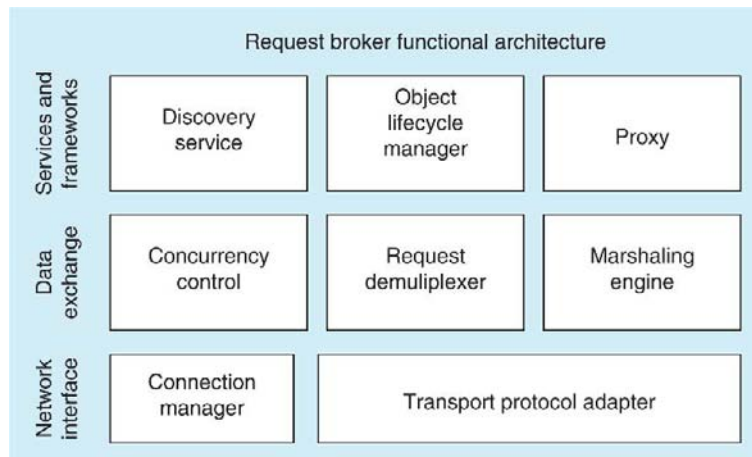 Request broker functional architecture
Services and
frameworks
Discovery
service
Object
lifecycle
manager
Proxy
Data
exchange
Concurrency
control
Request
demuliplexer
Marshaling
engine
Network
interface
Connection
manager
Transport protocol adapter